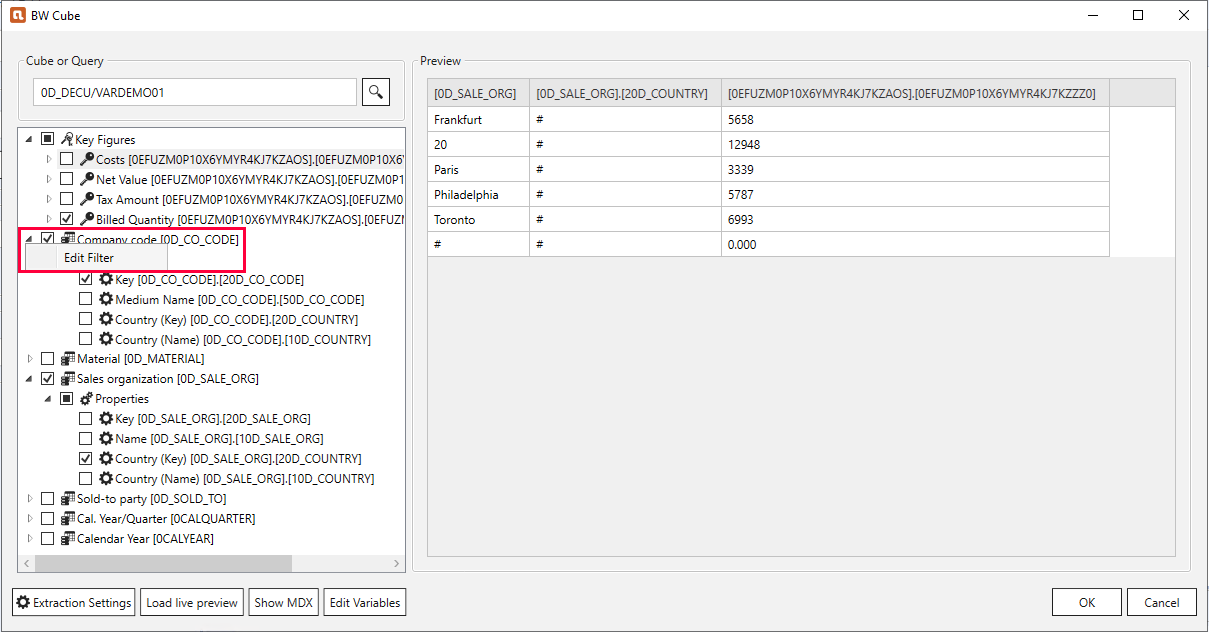 BW Cube
Cube or Query
0D_DECU/VARDEMO01
Key Figures
Costs [0EFUZM0P10X6YMYR4KJ7KZAOS].[0EFUZM0P10X6Y
Net Value [0EFUZM0P10X6YMYR4KJ7KZAOS].[0EFUZM0P1
Tax Amount [0EFUZM0P10X6YMYR4KJ7KZAOS].[0EFUZM0
Billed Quantity [0EFUZM0P10X6YMYR4KJ7KZAOS].[0EFUZ
Company code [0D_CO_CODE]
Edit Filter
Key [0D_CO_CODE].[20D_CO_CODE]
Medium Name [0D_CO_CODE].[50D_CO_CODE]
Country (Key) [0D_CO_CODE].[20D_COUNTRY]
Country (Name) [0D_CO_CODE].[10D_COUNTRY]
Material [0D_MATERIAL]
Sales organization [0D_SALE_ORG]
Properties
Key [0D_SALE_ORG].[20D_SALE_ORG]
Name [0D_SALE_ORG].[10D_SALE_ORG]
Country (Key) [0D_SALE_ORG].[20D_COUNTRY]
Country (Name) [0D_SALE_ORG].[10D_COUNTRY]
Sold-to party [0D_SOLD_TO]
Cal. Year/Quarter [0CALQUARTER]
Calendar Year [0CALYEAR]
Preview
[0D_SALE_ORG] [0D_SALE_ORG].[20D_COUNTRY] [0EFUZM0P10X6YMYR4KJ7KZAOS].[0EFUZM0P10X6YMYR4KJ7KZZZ0]
Frankfurt # 5658
20 # 12948
Paris # 3339
Philadelphia # 5787
Toronto # 6993
# # 0.000
Extraction Settings Load live preview Show MDX Edit Variables OK Cancel